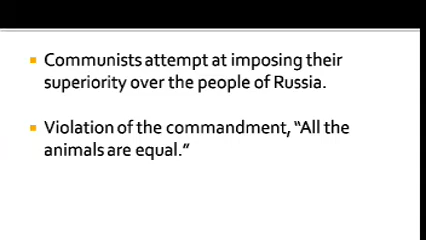 Communists attempt at imposing their
superiority over the people of Russia.
Violation of the commandment, “All the
animals are equal.”